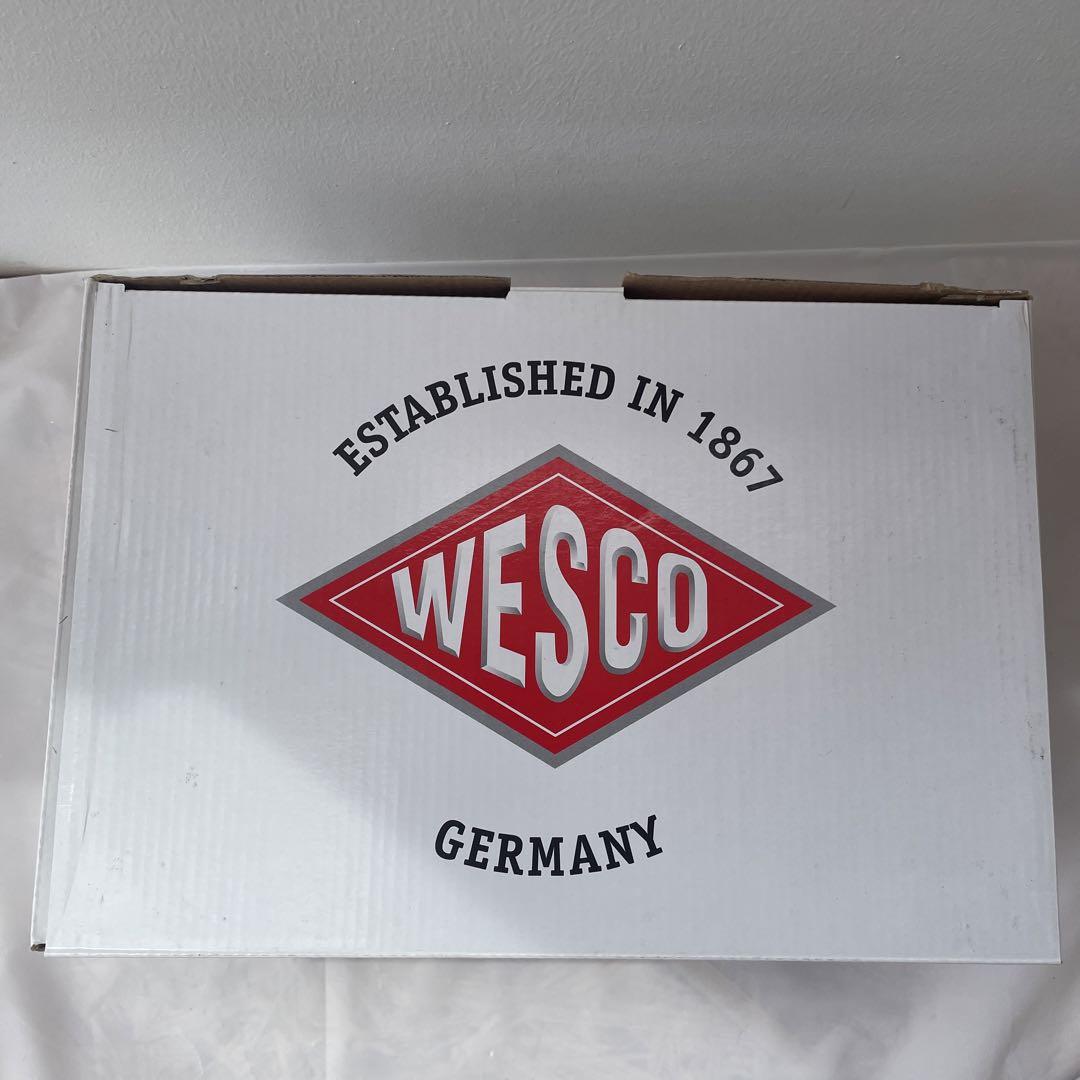 ESTABLISHED IN 1867
WESCO
GERMANY